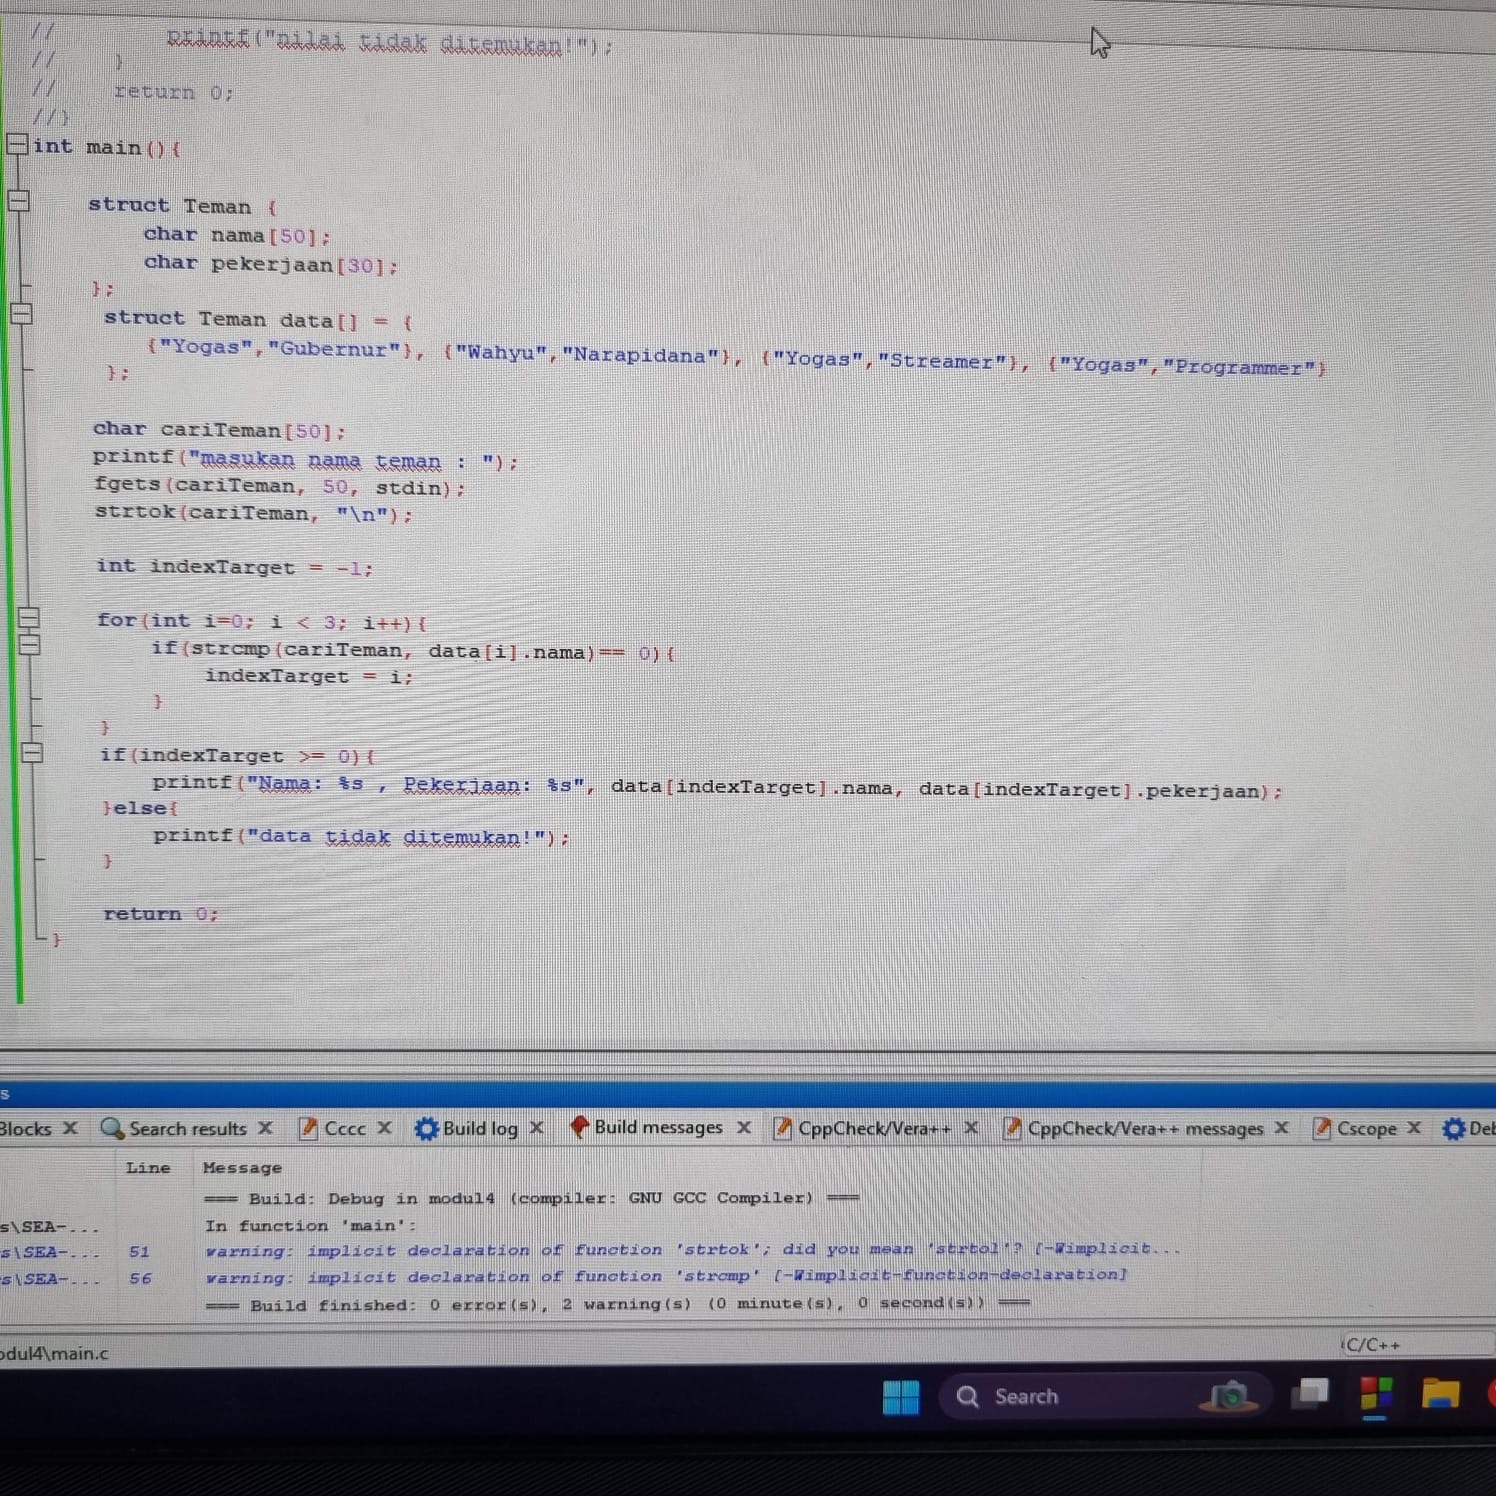 //          printf("nilai tidak ditemukan!");
//      }
//      return 0;
//}
int main(){
struct Teman {
char nama[50];
char pekerjaan[30];
};
struct Teman data[] = {
{"Yogas","Gubernur"}, {"Wahyu","Narapidana"}, {"Yogas","Streamer"}, {"Yogas","Programmer"}
};
char cariTeman[50];
printf("masukan nama teman : ");
fgets(cariTeman, 50, stdin);
strtok(cariTeman, "\n");
int indexTarget = -1;
for(int i=0; i < 3; i++){
if(strcmp(cariTeman, data[i].nama)== 0){
indexTarget = i;
}
}
if(indexTarget >= 0){
printf("Nama: %s , Pekerjaan: %s", data[indexTarget].nama, data[indexTarget].pekerjaan);
}else{
printf("data tidak ditemukan!");
}
return 0;
}
s
Blocks X Search results X Cccc X Build log X Build messages X CppCheck/Vera++ X CppCheck/Vera++ messages X Cscope X Deb
Line Message
=== Build: Debug in modul4 (compiler: GNU GCC Compiler) ===
s\SEA-... In function 'main':
s\SEA-... 51 warning: implicit declaration of function 'strtok'; did you mean 'strtol'? [-Wimplicit...
s\SEA-... 56 warning: implicit declaration of function 'strcmp' [-Wimplicit-function-declaration]
=== Build finished: 0 error(s), 2 warning(s) (0 minute(s), 0 second(s)) ===
odul4\main.c C/C++
Search